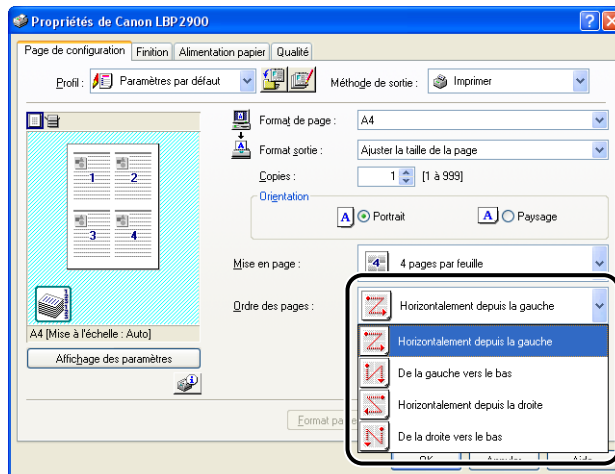 Propriétés de Canon LBP2900
Page de configuration Finition Alimentation papier Qualité
Profil : Paramètres par défaut Méthode de sortie : Imprimer
Format de page : A4
Format sortie : Ajuster la taille de la page
Copies : 1 [1 à 999]
Orientation
A Portrait A Paysage
1 2
3 4
Mise en page : 4 4 pages par feuille
Ordre des pages : Horizontalement depuis la gauche
A4 [Mise à l'échelle : Auto]
Horizontalement depuis la gauche
Affichage des paramètres
De la gauche vers le bas
Horizontalement depuis la droite
De la droite vers le bas
Format
OK Annuler Aide